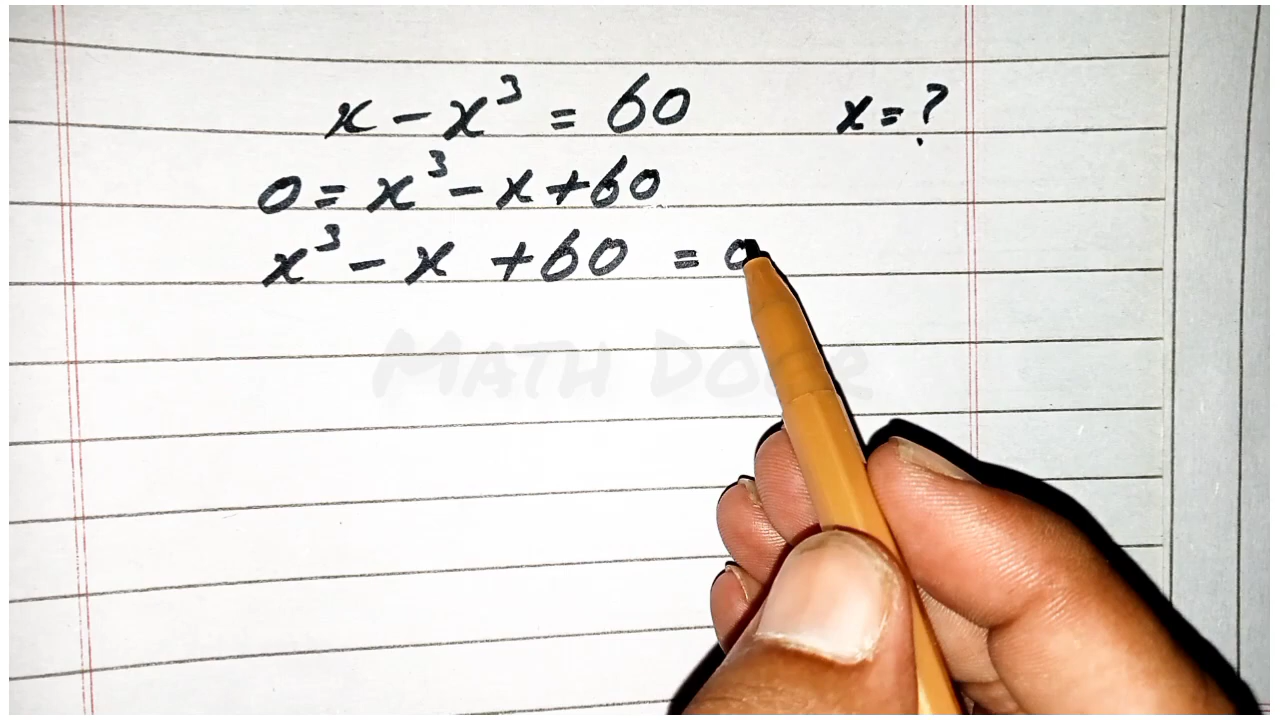 x - x³ = 60 x = ?
0 = x³ - x + 60
x³ - x + 60 = 0